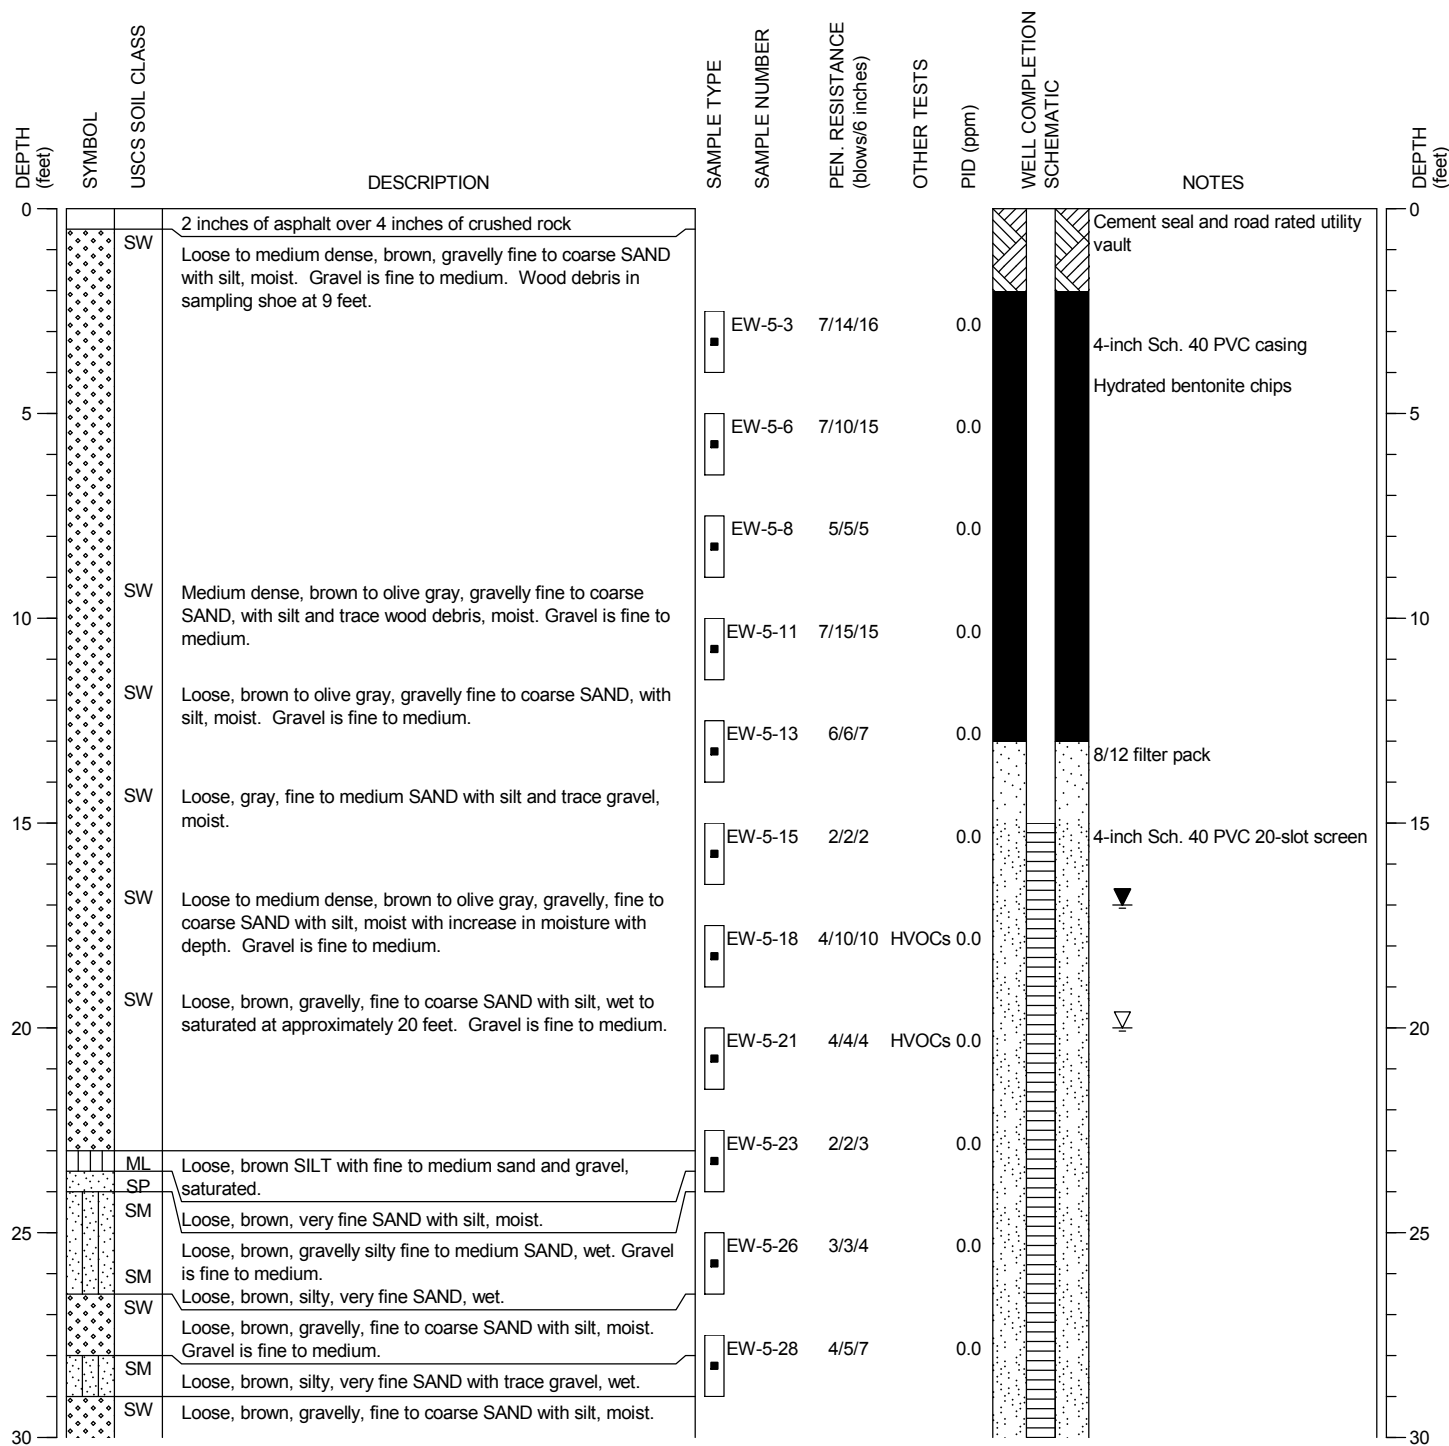 DEPTH
(feet)
SYMBOL
USCS SOIL CLASS
DESCRIPTION
SAMPLE TYPE
SAMPLE NUMBER
PEN. RESISTANCE
(blows/6 inches)
OTHER TESTS
PID (ppm)
WELL COMPLETION
SCHEMATIC
NOTES
DEPTH
(feet)
0
2 inches of asphalt over 4 inches of crushed rock
Cement seal and road rated utility
vault
0
SW
Loose to medium dense, brown, gravelly fine to coarse SAND
with silt, moist. Gravel is fine to medium. Wood debris in
sampling shoe at 9 feet.
EW-5-3 7/14/16 0.0
4-inch Sch. 40 PVC casing
Hydrated bentonite chips
5
EW-5-6 7/10/15 0.0
5
EW-5-8 5/5/5 0.0
SW
Medium dense, brown to olive gray, gravelly fine to coarse
SAND, with silt and trace wood debris, moist. Gravel is fine to
medium.
10
EW-5-11 7/15/15 0.0
10
SW
Loose, brown to olive gray, gravelly fine to coarse SAND, with
silt, moist. Gravel is fine to medium.
EW-5-13 6/6/7 0.0
8/12 filter pack
SW
Loose, gray, fine to medium SAND with silt and trace gravel,
moist.
15
EW-5-15 2/2/2 0.0
4-inch Sch. 40 PVC 20-slot screen
15
SW
Loose to medium dense, brown to olive gray, gravelly, fine to
coarse SAND with silt, moist with increase in moisture with
depth. Gravel is fine to medium.
EW-5-18 4/10/10 HVOCs 0.0
SW
Loose, brown, gravelly, fine to coarse SAND with silt, wet to
saturated at approximately 20 feet. Gravel is fine to medium.
20
EW-5-21 4/4/4 HVOCs 0.0
20
EW-5-23 2/2/3 0.0
ML
Loose, brown SILT with fine to medium sand and gravel,
saturated.
SP
Loose, brown, very fine SAND with silt, moist.
SM
25
Loose, brown, gravelly silty fine to medium SAND, wet. Gravel
is fine to medium.
EW-5-26 3/3/4 0.0
25
SM
Loose, brown, silty, very fine SAND, wet.
SW
Loose, brown, gravelly, fine to coarse SAND with silt, moist.
Gravel is fine to medium.
EW-5-28 4/5/7 0.0
SM
Loose, brown, silty, very fine SAND with trace gravel, wet.
SW
Loose, brown, gravelly, fine to coarse SAND with silt, moist.
30
30